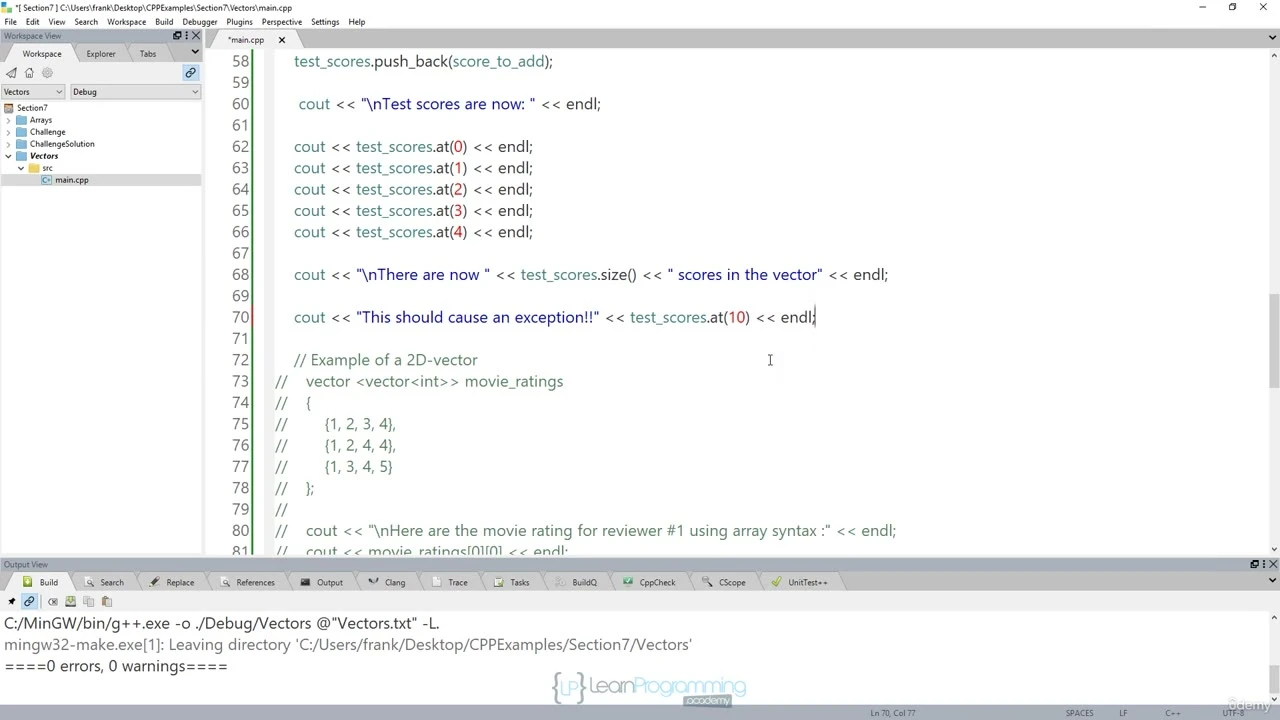 *[ Section7 ] C:\Users\frank\Desktop\CPPExamples\Section7\Vectors\main.cpp
File Edit View Search Workspace Build Debugger Plugins Perspective Settings Help
Workspace View
*main.cpp
Workspace Explorer Tabs
Vectors Debug
Section7
Arrays
Challenge
ChallengeSolution
Vectors
src
main.cpp
58 test_scores.push_back(score_to_add);
59
60 cout << "\nTest scores are now: " << endl;
61
62 cout << test_scores.at(0) << endl;
63 cout << test_scores.at(1) << endl;
64 cout << test_scores.at(2) << endl;
65 cout << test_scores.at(3) << endl;
66 cout << test_scores.at(4) << endl;
67
68 cout << "\nThere are now " << test_scores.size() << " scores in the vector" << endl;
69
70 cout << "This should cause an exception!!" << test_scores.at(10) << endl;
71
72 // Example of a 2D-vector
73 // vector <vector<int>> movie_ratings
74 // {
75 // {1, 2, 3, 4},
76 // {1, 2, 4, 4},
77 // {1, 3, 4, 5}
78 // };
79 //
80 // cout << "\nHere are the movie rating for reviewer #1 using array syntax :" << endl;
81 // cout << movie_ratings[0][0] << endl;
Output View
Build Search Replace References Output Clang Trace Tasks BuildQ CppCheck CScope UnitTest++
C:/MinGW/bin/g++.exe -o ./Debug/Vectors @"Vectors.txt" -L.
mingw32-make.exe[1]: Leaving directory 'C:/Users/frank/Desktop/CPPExamples/Section7/Vectors'
====0 errors, 0 warnings====
{LP} LearnProgramming
academy
Ln 70, Col 77 SPACES LF C++ UTF-8
ûdemy